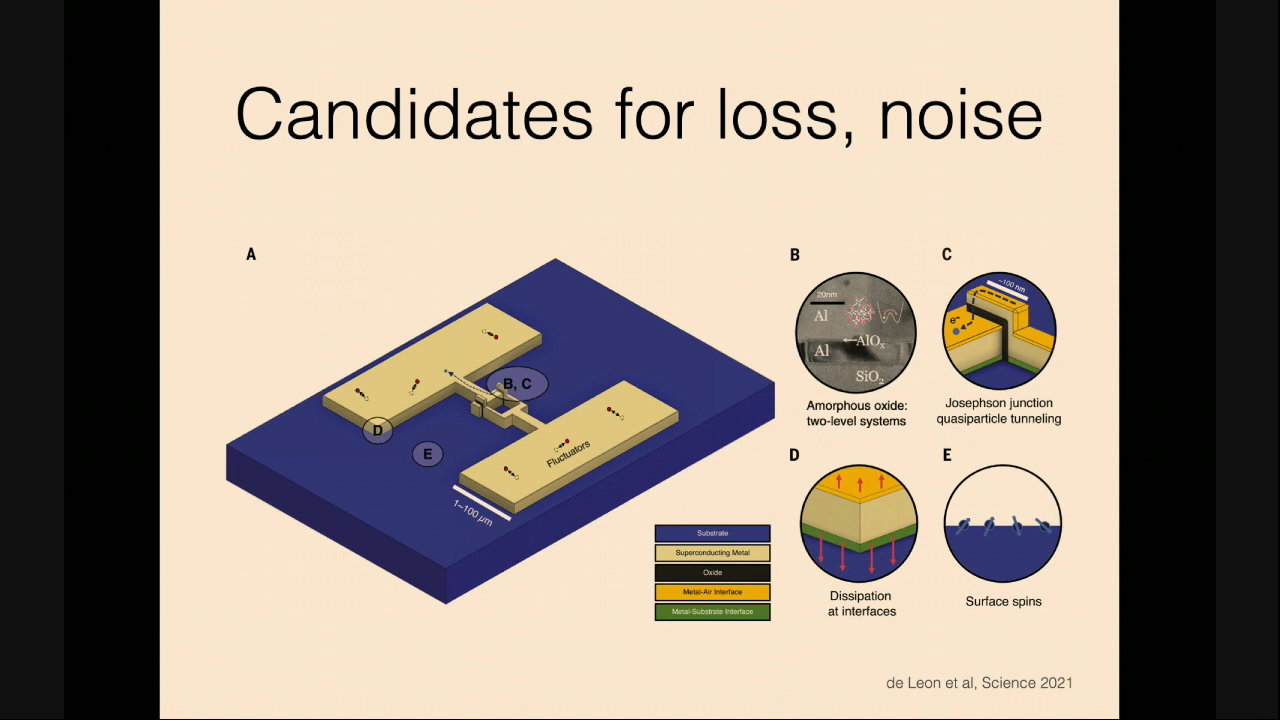 Candidates for loss, noise
A
B, C
D
E
Fluctuators
1~100 µm
Substrate
Superconducting Metal
Oxide
Metal-Air Interface
Metal-Substrate Interface
B
20nm
Al
Al
←AlOx
SiO2
Amorphous oxide:
two-level systems
C
~100 nm
e-
Josephson junction
quasiparticle tunneling
D
Dissipation
at interfaces
E
Surface spins
de Leon et al, Science 2021